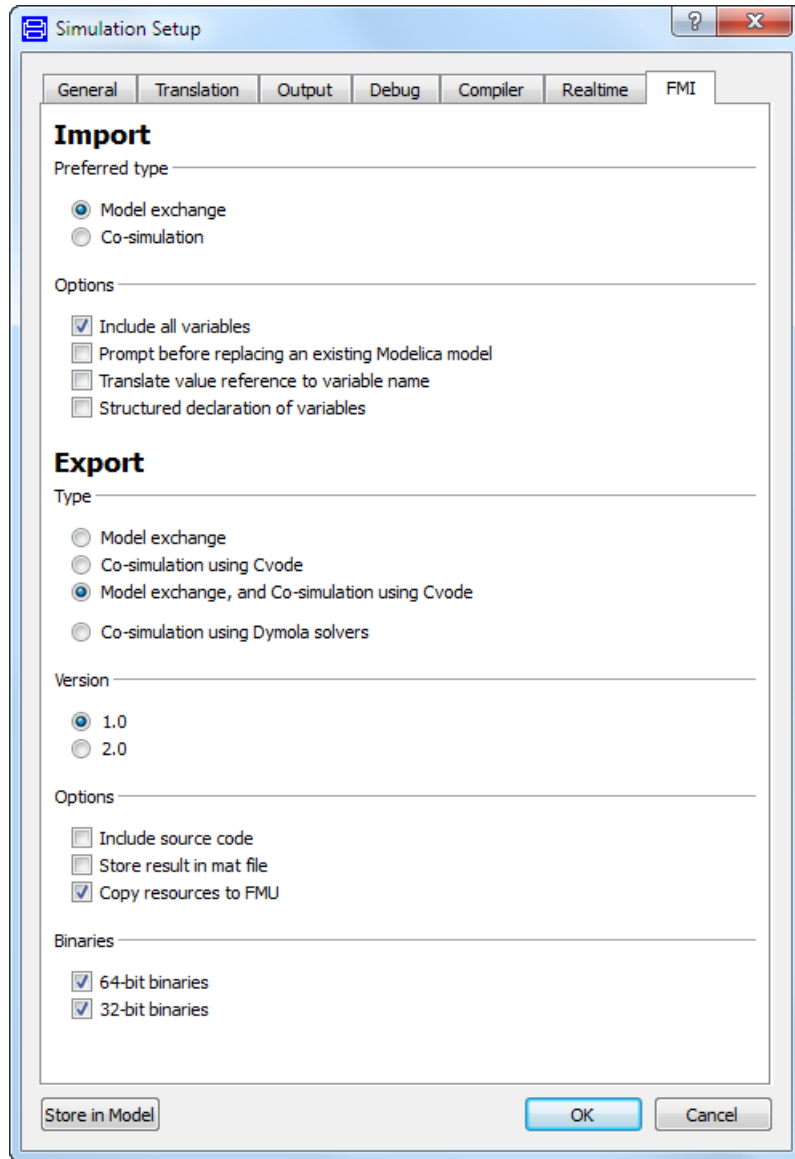 Simulation Setup
General Translation Output Debug Compiler Realtime FMI
Import
Preferred type
Model exchange
Co-simulation
Options
Include all variables
Prompt before replacing an existing Modelica model
Translate value reference to variable name
Structured declaration of variables
Export
Type
Model exchange
Co-simulation using Cvode
Model exchange, and Co-simulation using Cvode
Co-simulation using Dymola solvers
Version
1.0
2.0
Options
Include source code
Store result in mat file
Copy resources to FMU
Binaries
64-bit binaries
32-bit binaries
Store in Model OK Cancel